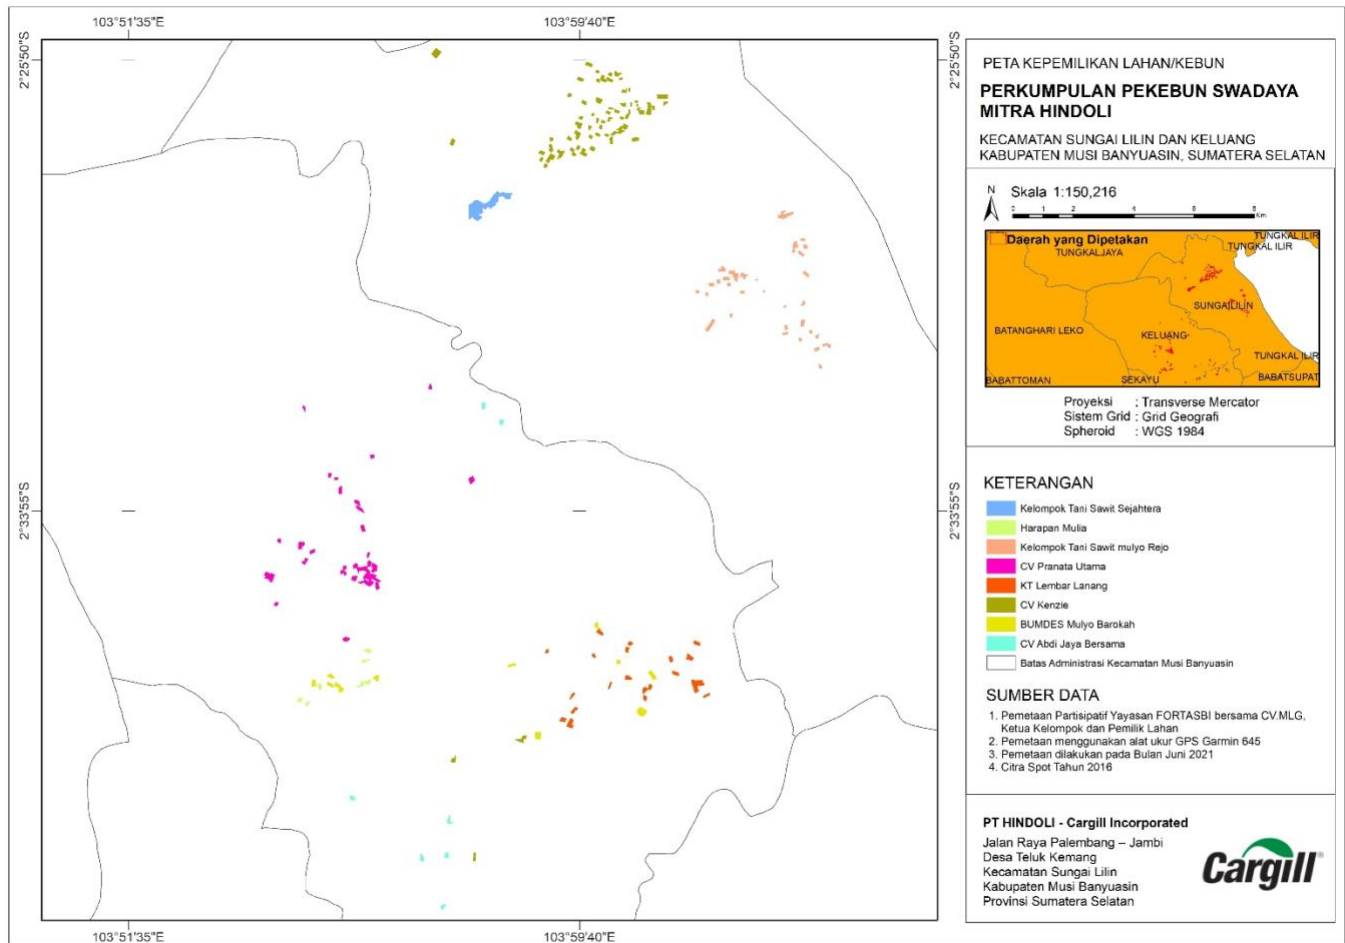 103°51'35"E
103°59'40"E
2°25'50"S
2°25'50"S
2°33'55"S
2°33'55"S
103°51'35"E
103°59'40"E
PETA KEPEMILIKAN LAHAN/KEBUN
PERKUMPULAN PEKEBUN SWADAYA
MITRA HINDOLI
KECAMATAN SUNGAI LILIN DAN KELUANG
KABUPATEN MUSI BANYUASIN, SUMATERA SELATAN
N
Skala 1:150,216
0 1 2 4 6 8
Km
Daerah yang Dipetakan
TUNGKAL ILIR
TUNGKAL ILIR
TUNGKALJAYA
SUNGAILILIN
BATANGHARI LEKO
KELUANG
TUNGKAL ILIR
BABATTOMAN
SEKAYU
BABATSUPAT
Proyeksi : Transverse Mercator
Sistem Grid : Grid Geografi
Spheroid : WGS 1984
KETERANGAN
Kelompok Tani Sawit Sejahtera
Harapan Mulia
Kelompok Tani Sawit mulyo Rejo
CV Pranata Utama
KT Lembar Lanang
CV Kenzie
BUMDES Mulyo Barokah
CV Abdi Jaya Bersama
Batas Administrasi Kecamatan Musi Banyuasin
SUMBER DATA
1. Pemetaan Partisipatif Yayasan FORTASBI bersama CV.MLG,
Ketua Kelompok dan Pemilik Lahan
2. Pemetaan menggunakan alat ukur GPS Garmin 645
3. Pemetaan dilakukan pada Bulan Juni 2021
4. Citra Spot Tahun 2016
PT HINDOLI - Cargill Incorporated
Jalan Raya Palembang – Jambi
Desa Teluk Kemang
Kecamatan Sungai Lilin
Kabupaten Musi Banyuasin
Provinsi Sumatera Selatan
Cargill®